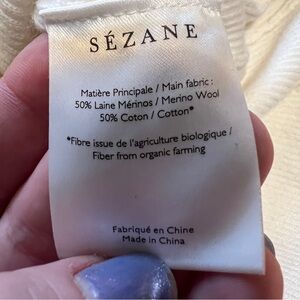 SÉZANE
Matière Principale / Main fabric :
50% Laine Mérinos / Merino Wool
50% Coton / Cotton*
*Fibre issue de l'agriculture biologique /
Fiber from organic farming
Fabriqué en Chine
Made in China